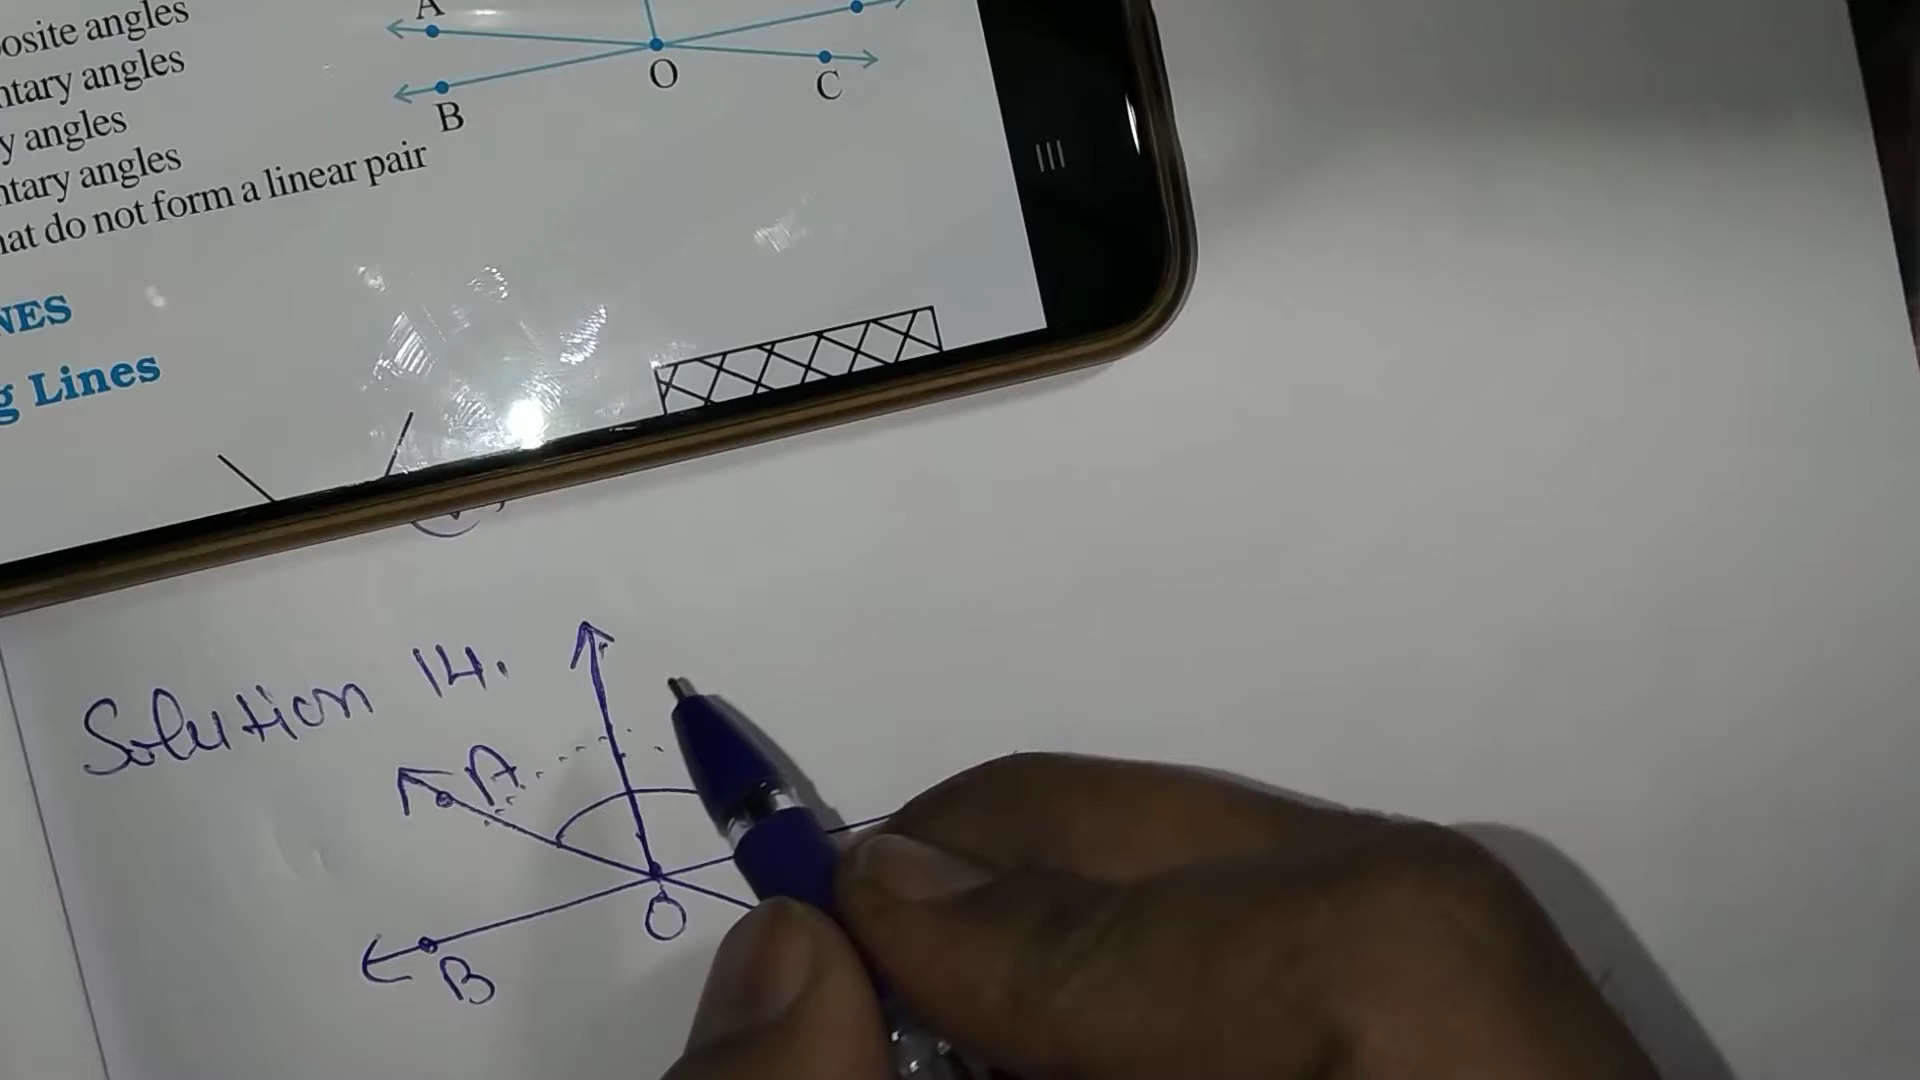 osite angles
ntary angles
y angles
ntary angles
hat do not form a linear pair
A
O
C
B
NES
g Lines
Solution 14.
A
O
B